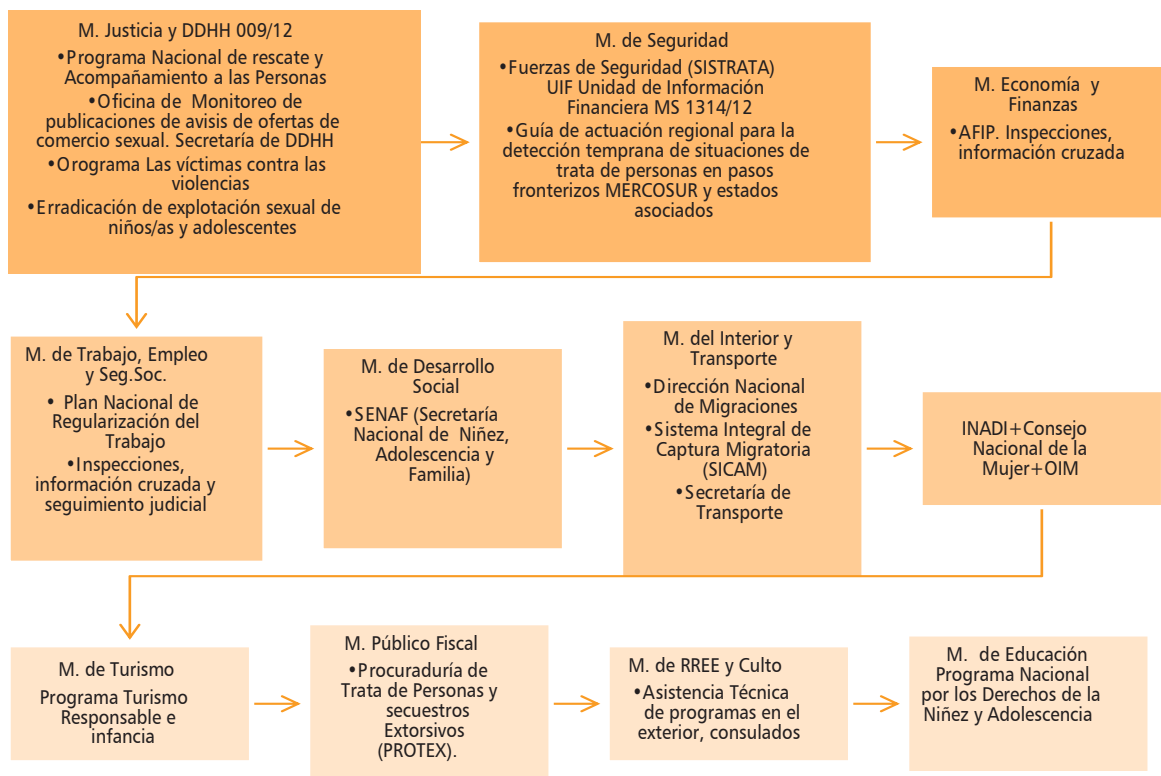 M. Justicia y DDHH 009/12
•Programa Nacional de rescate y
Acompañamiento a las Personas
•Oficina de Monitoreo de
publicaciones de avisis de ofertas de
comercio sexual. Secretaría de DDHH
•Orograma Las víctimas contra las
violencias
•Erradicación de explotación sexual de
niños/as y adolescentes
M. de Seguridad
•Fuerzas de Seguridad (SISTRATA)
UIF Unidad de Información
Financiera MS 1314/12
•Guía de actuación regional para la
detección temprana de situaciones de
trata de personas en pasos
fronterizos MERCOSUR y estados
asociados
M. Economía y
Finanzas
•AFIP. Inspecciones,
información cruzada
M. de Trabajo, Empleo
y Seg.Soc.
• Plan Nacional de
Regularización del
Trabajo
•Inspecciones,
información cruzada y
seguimiento judicial
M. de Desarrollo
Social
•SENAF (Secretaría
Nacional de Niñez,
Adolescencia y
Familia)
M. del Interior y
Transporte
•Dirección Nacional
de Migraciones
•Sistema Integral de
Captura Migratoria
(SICAM)
•Secretaría de
Transporte
INADI+Consejo
Nacional de la
Mujer+OIM
M. de Turismo
Programa Turismo
Responsable e
infancia
M. Público Fiscal
•Procuraduría de
Trata de Personas y
secuestros
Extorsivos
(PROTEX).
M. de RREE y Culto
•Asistencia Técnica
de programas en el
exterior, consulados
M. de Educación
Programa Nacional
por los Derechos de la
Niñez y Adolescencia